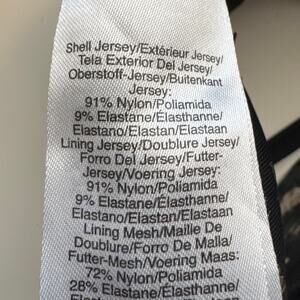 Shell Jersey/Extérieur Jersey/
Tela Exterior Del Jersey/
Oberstoff-Jersey/Buitenkant
Jersey:
91% Nylon/Poliamida
9% Elastane/Élasthanne/
Elastano/Elastan/Elastaan
Lining Jersey/Doublure Jersey/
Forro Del Jersey/Futter-
Jersey/Voering Jersey:
91% Nylon/Poliamida
9% Elastane/Élasthanne/
Elastano/Elastan/Elastaan
Lining Mesh/Maille De
Doublure/Forro De Malla/
Futter-Mesh/Voering Maas:
72% Nylon/Poliamida
28% Elastane/Élasthanne/